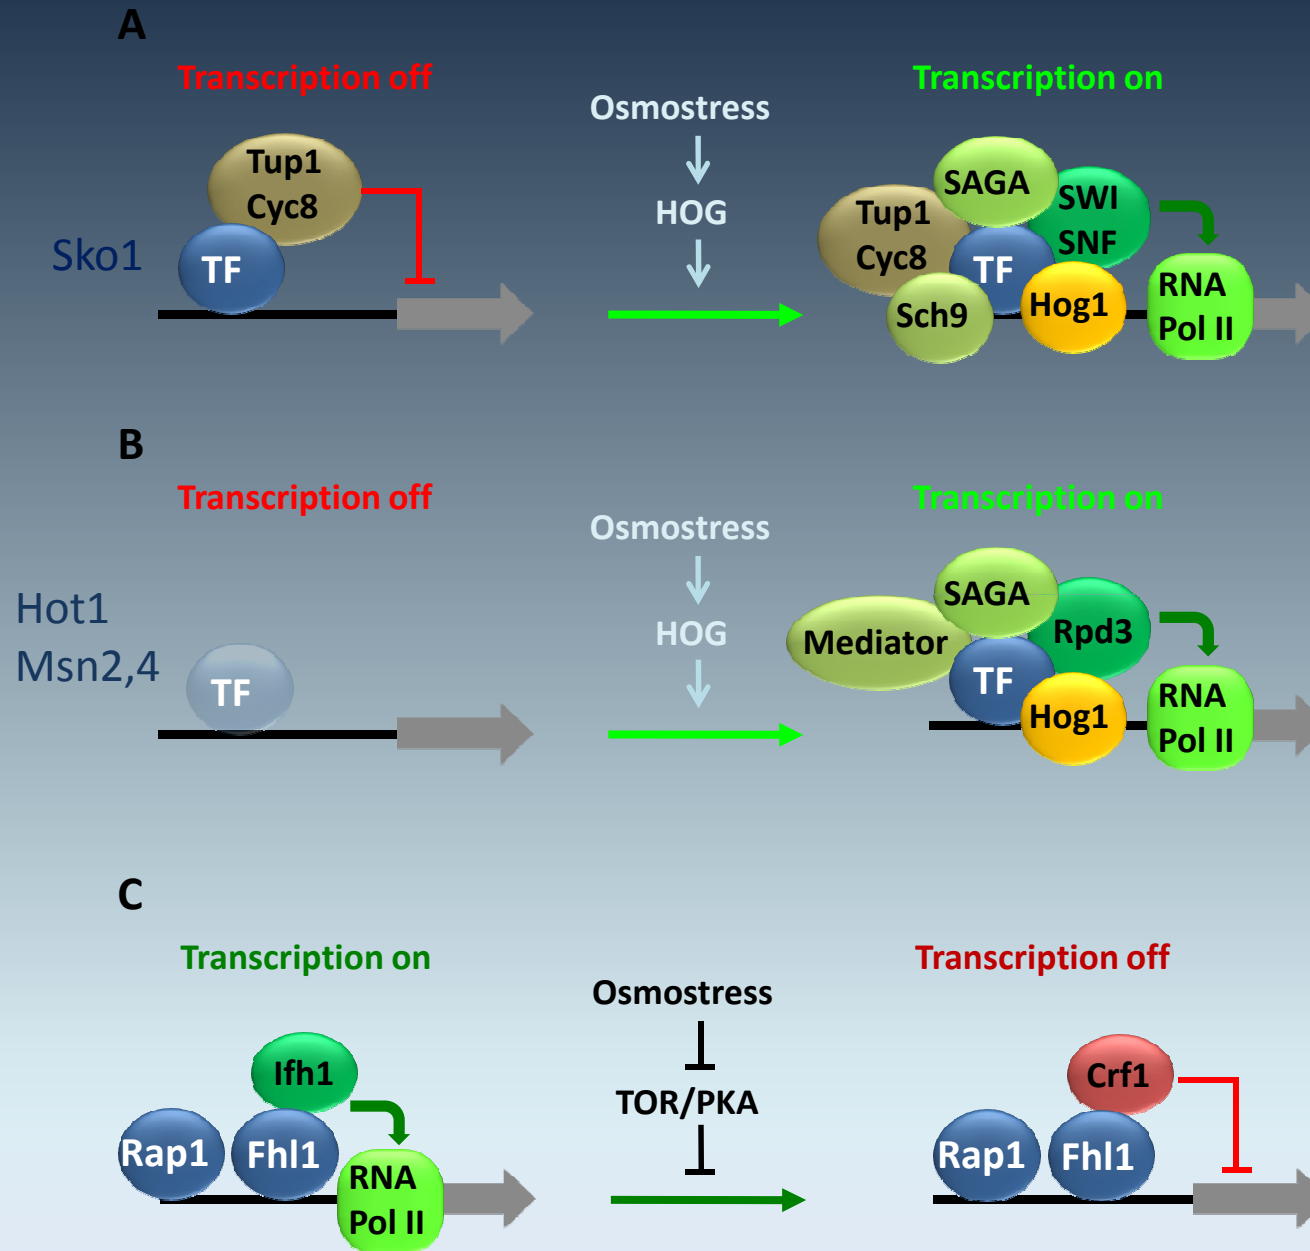 A
Transcription off
Osmostress
HOG
Transcription on
Sko1
Tup1
Cyc8
TF
Tup1
Cyc8
SAGA
SWI
SNF
TF
Sch9
Hog1
RNA
Pol II
B
Transcription off
Osmostress
HOG
Transcription on
Hot1
Msn2,4
TF
Mediator
SAGA
Rpd3
TF
Hog1
RNA
Pol II
C
Transcription on
Osmostress
TOR/PKA
Transcription off
Ifh1
Rap1
Fhl1
RNA
Pol II
Crf1
Rap1
Fhl1